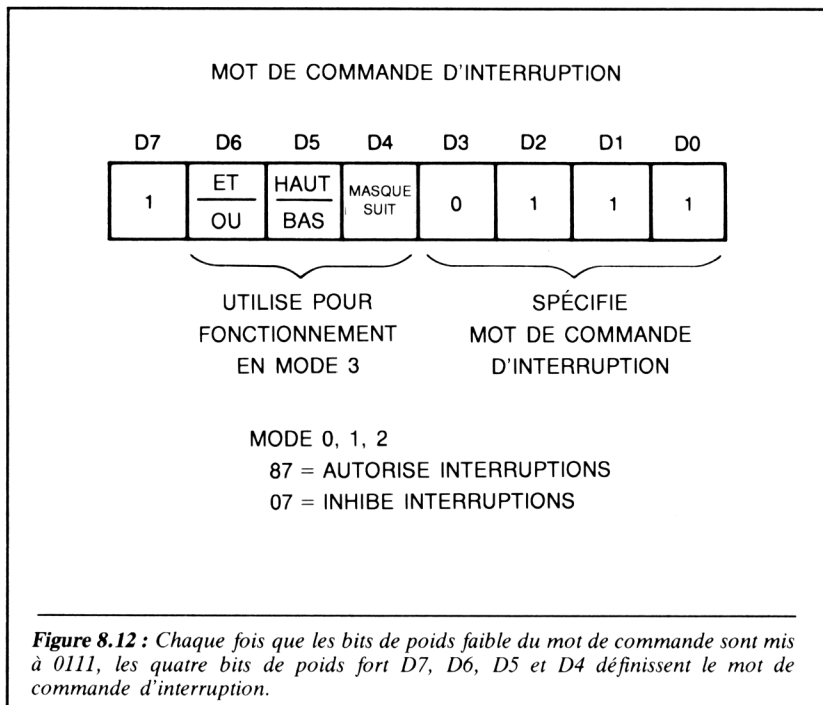 MOT DE COMMANDE D'INTERRUPTION
D7 D6 D5 D4 D3 D2 D1 D0
1 ET OU HAUT BAS MASQUE SUIT 0 1 1 1
UTILISE POUR
FONCTIONNEMENT
EN MODE 3
SPÉCIFIE
MOT DE COMMANDE
D'INTERRUPTION
MODE 0, 1, 2
87 = AUTORISE INTERRUPTIONS
07 = INHIBE INTERRUPTIONS
Figure 8.12 : Chaque fois que les bits de poids faible du mot de commande sont mis
à 0111, les quatre bits de poids fort D7, D6, D5 et D4 définissent le mot de
commande d'interruption.